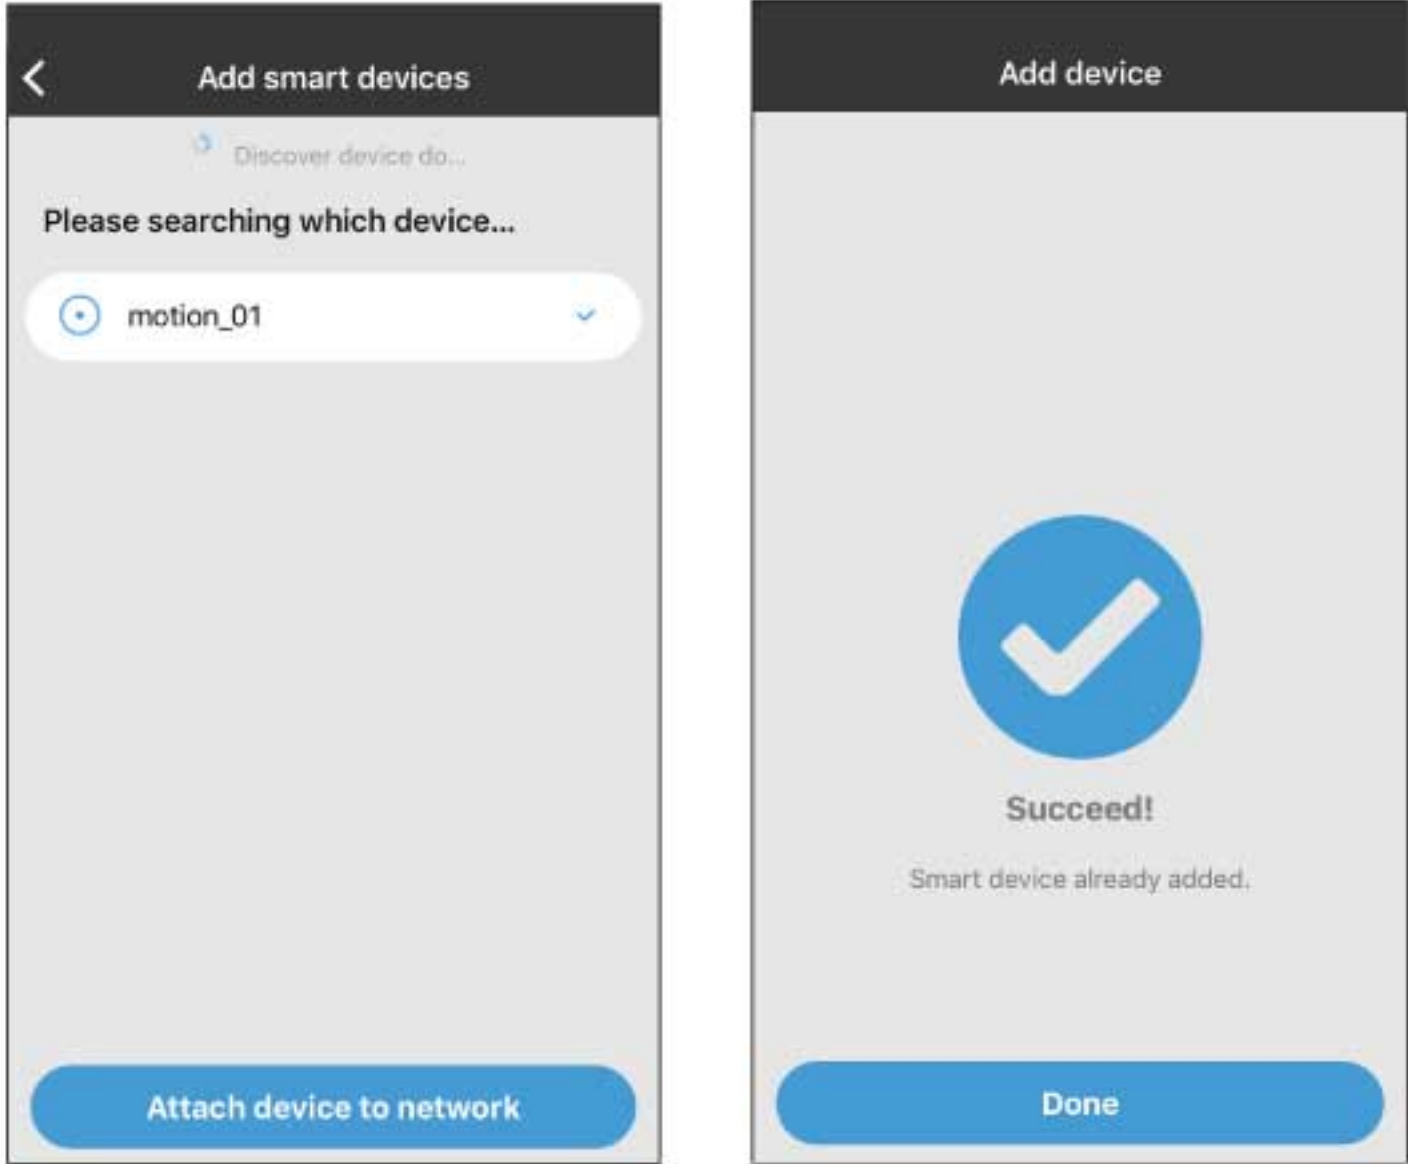 Add smart devices
Discover device do...
Please searching which device...
motion_01
Attach device to network
Add device
Succeed!
Smart device already added.
Done